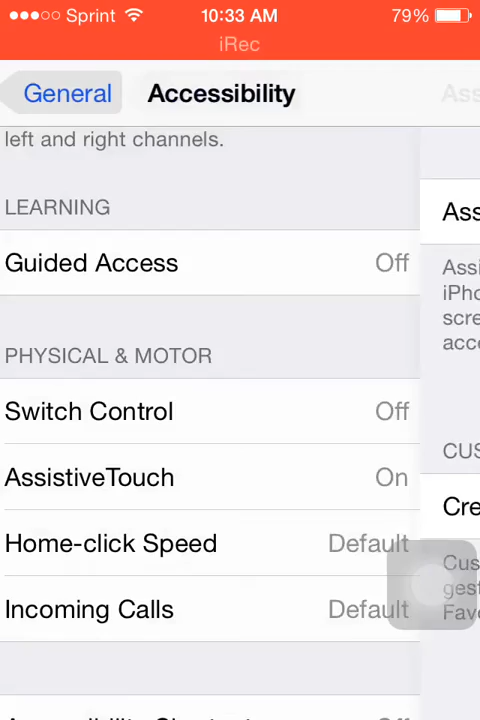 Sprint 10:33 AM 79%
iRec
General Accessibility Ass
left and right channels.
LEARNING
Guided Access Off
PHYSICAL & MOTOR
Switch Control Off
AssistiveTouch On
Home-click Speed Default
Incoming Calls Default
Ass
Assi
iPho
scre
acce
CUS
Cre
Cus
gest
Favo